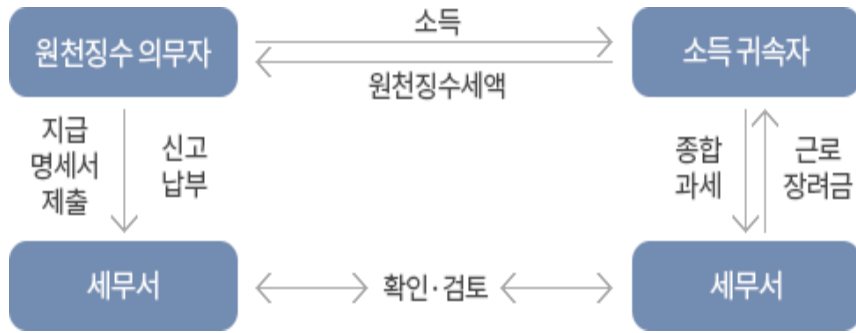 소득
원천징수 의무자
소득 귀속자
원천징수세액
지급
명세서
제출
신고
납부
종합
과세
근로
장려금
세무서
확인·검토
세무서